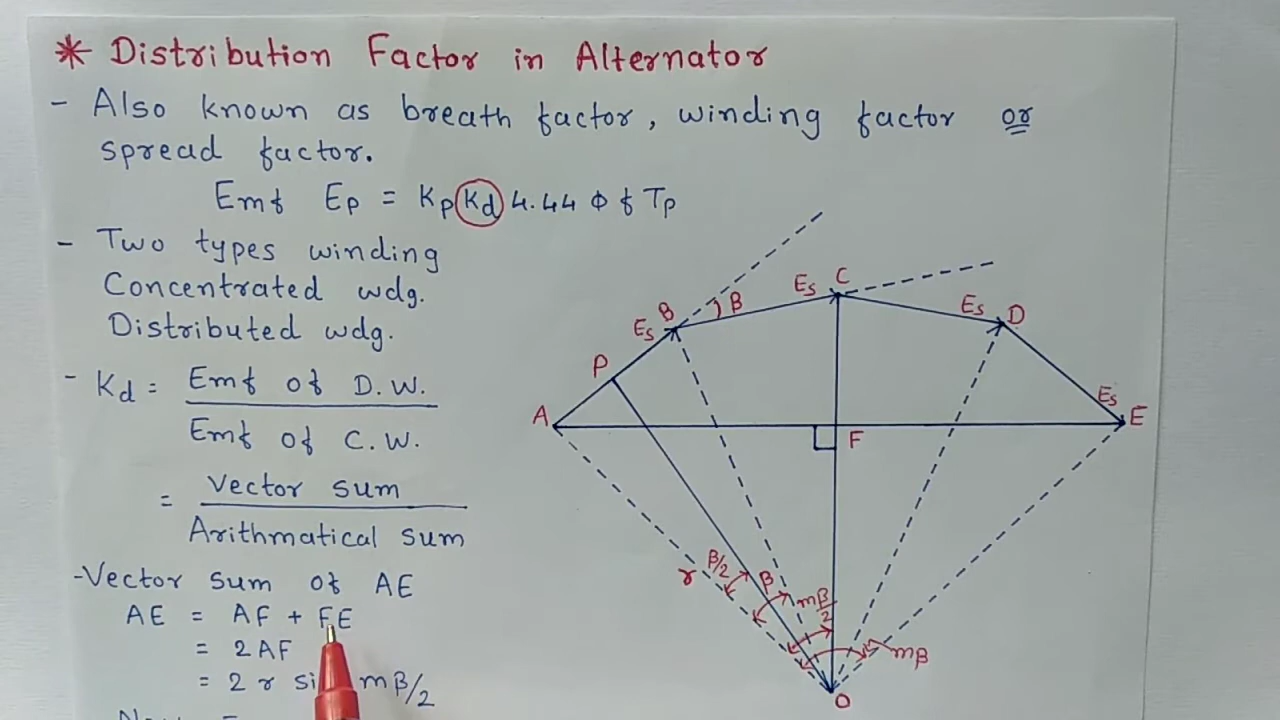 * Distribution Factor in Alternator
- Also known as breath factor, winding factor or
spread factor.
Emf Ep = Kp Kd 4.44 Φ f Tp
- Two types winding
Concentrated wdg.
Distributed wdg.
- Kd = Emf of D.W.
Emf of C.W.
= Vector sum
Arithmatical sum
- Vector sum of AE
AE = AF + FE
= 2AF
= 2 r si mβ/2
C
Es
D
Es
B
Es
β
P
A
Es
E
F
β/2
β
mβ/2
r
mβ
O